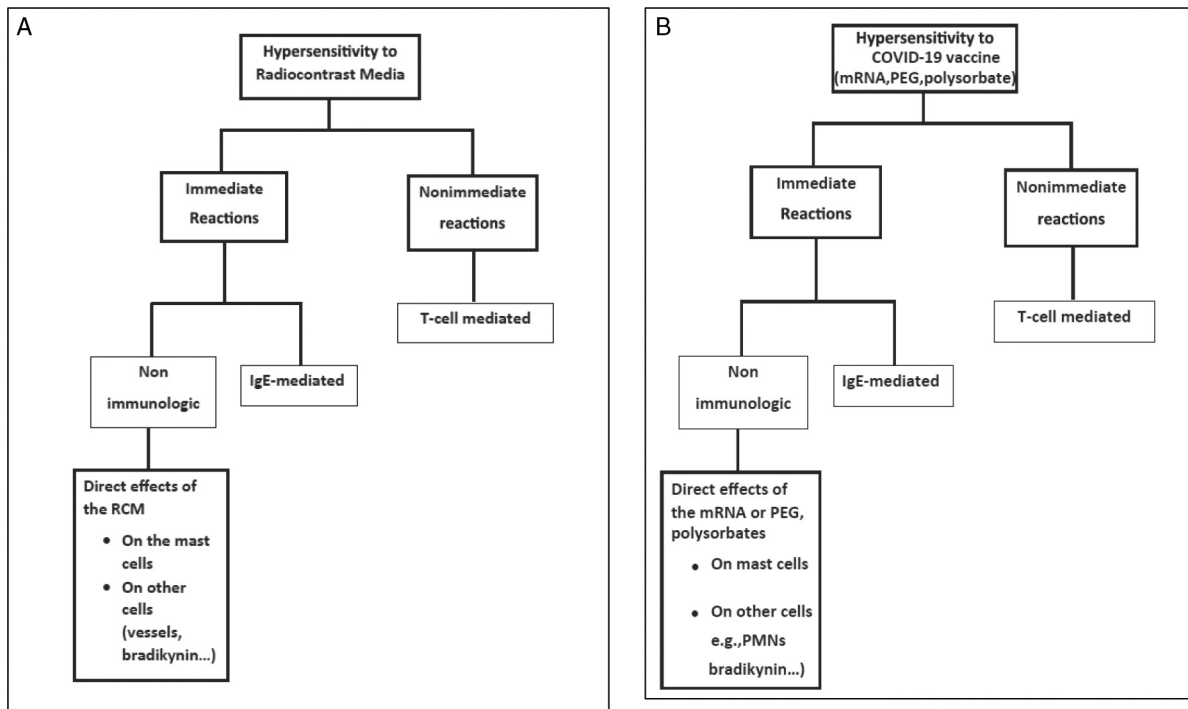 A
Hypersensitivity to
Radiocontrast Media
Immediate
Reactions
Nonimmediate
reactions
T-cell mediated
Non
immunologic
IgE-mediated
Direct effects of
the RCM
• On the mast
cells
• On other
cells
(vessels,
bradikynin...)
B
Hypersensitivity to
COVID-19 vaccine
(mRNA,PEG,polysorbate)
Immediate
Reactions
Nonimmediate
reactions
T-cell mediated
Non
immunologic
IgE-mediated
Direct effects of
the mRNA or PEG,
polysorbates
• On mast cells
• On other cells
e.g.,PMNs
bradikynin...)